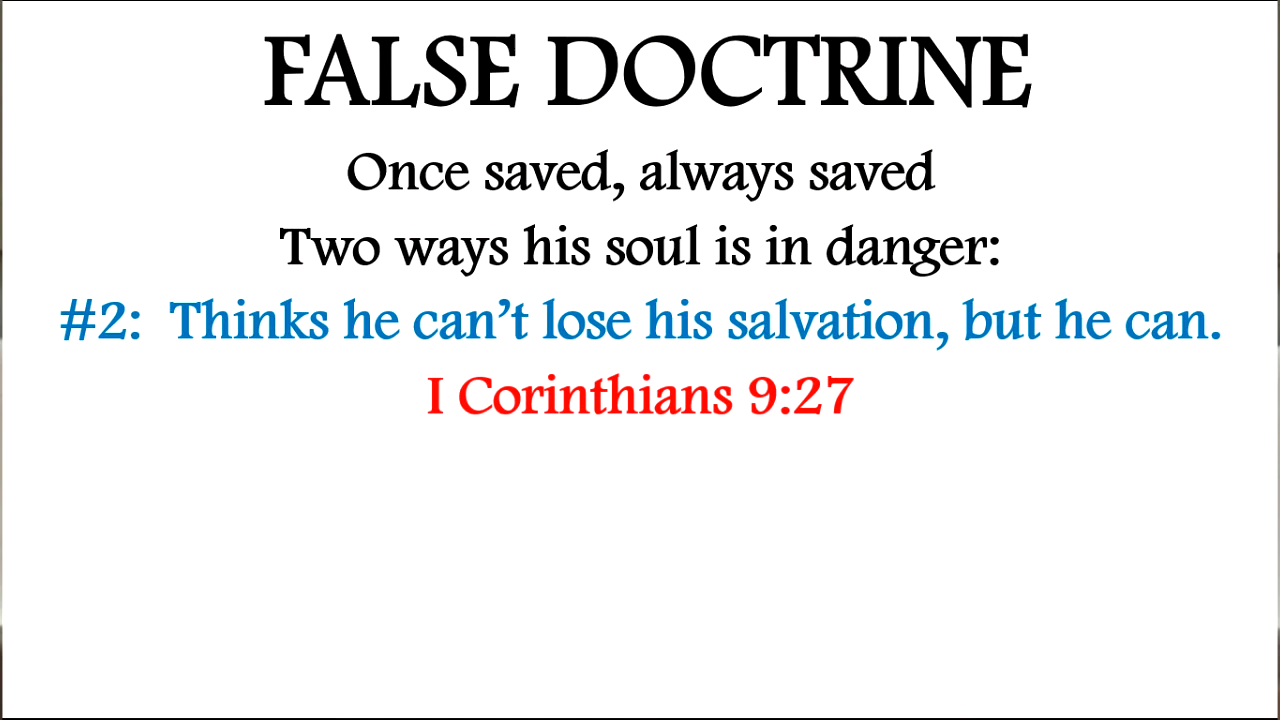 FALSE DOCTRINE
Once saved, always saved
Two ways his soul is in danger:
#2:  Thinks he can’t lose his salvation, but he can.
I Corinthians 9:27